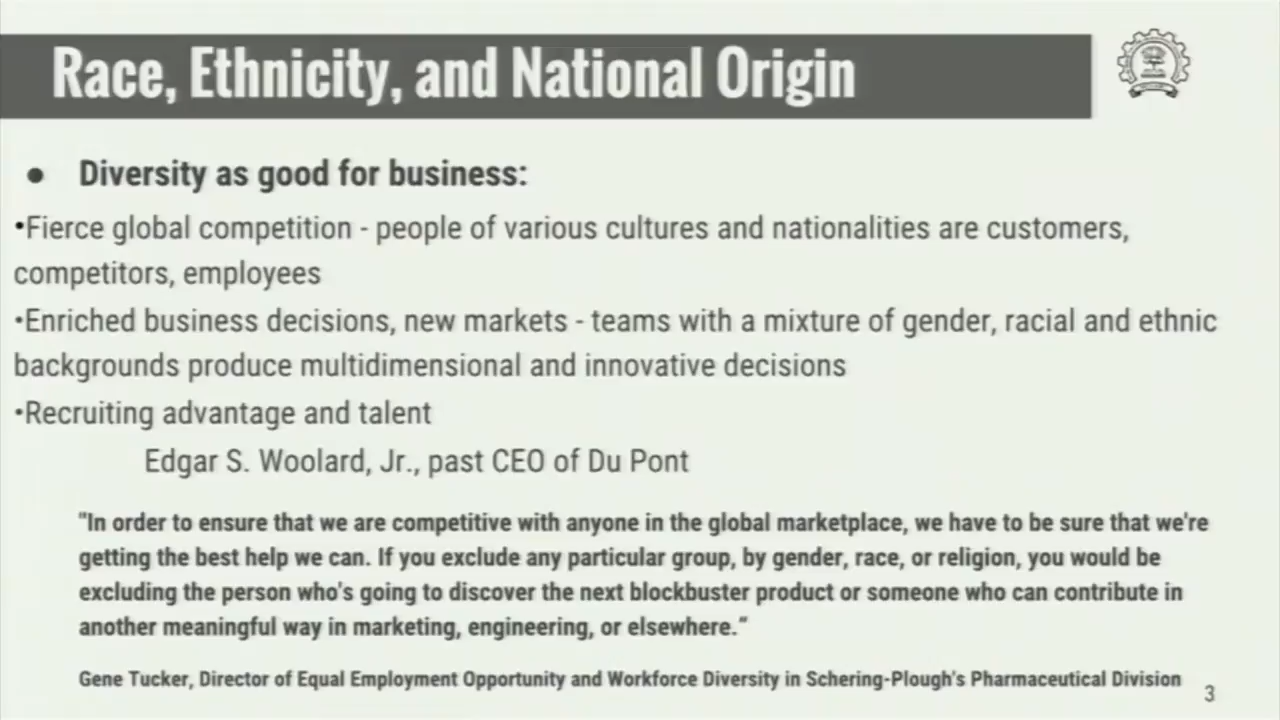 Race, Ethnicity, and National Origin
● Diversity as good for business:
•Fierce global competition - people of various cultures and nationalities are customers,
competitors, employees
•Enriched business decisions, new markets - teams with a mixture of gender, racial and ethnic
backgrounds produce multidimensional and innovative decisions
•Recruiting advantage and talent
Edgar S. Woolard, Jr., past CEO of Du Pont
"In order to ensure that we are competitive with anyone in the global marketplace, we have to be sure that we're
getting the best help we can. If you exclude any particular group, by gender, race, or religion, you would be
excluding the person who's going to discover the next blockbuster product or someone who can contribute in
another meaningful way in marketing, engineering, or elsewhere.”
Gene Tucker, Director of Equal Employment Opportunity and Workforce Diversity in Schering-Plough's Pharmaceutical Division
3